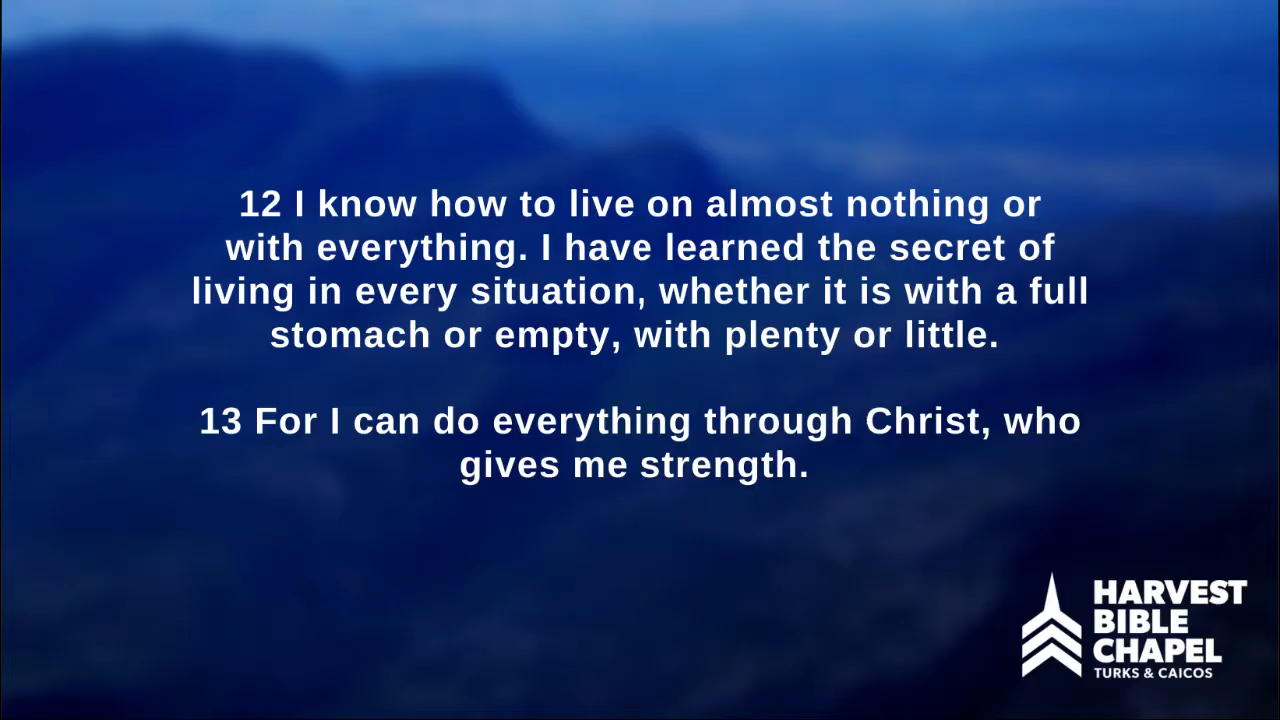 12 I know how to live on almost nothing or
with everything. I have learned the secret of
living in every situation, whether it is with a full
stomach or empty, with plenty or little.
13 For I can do everything through Christ, who
gives me strength.
HARVEST
BIBLE
CHAPEL
TURKS & CAICOS